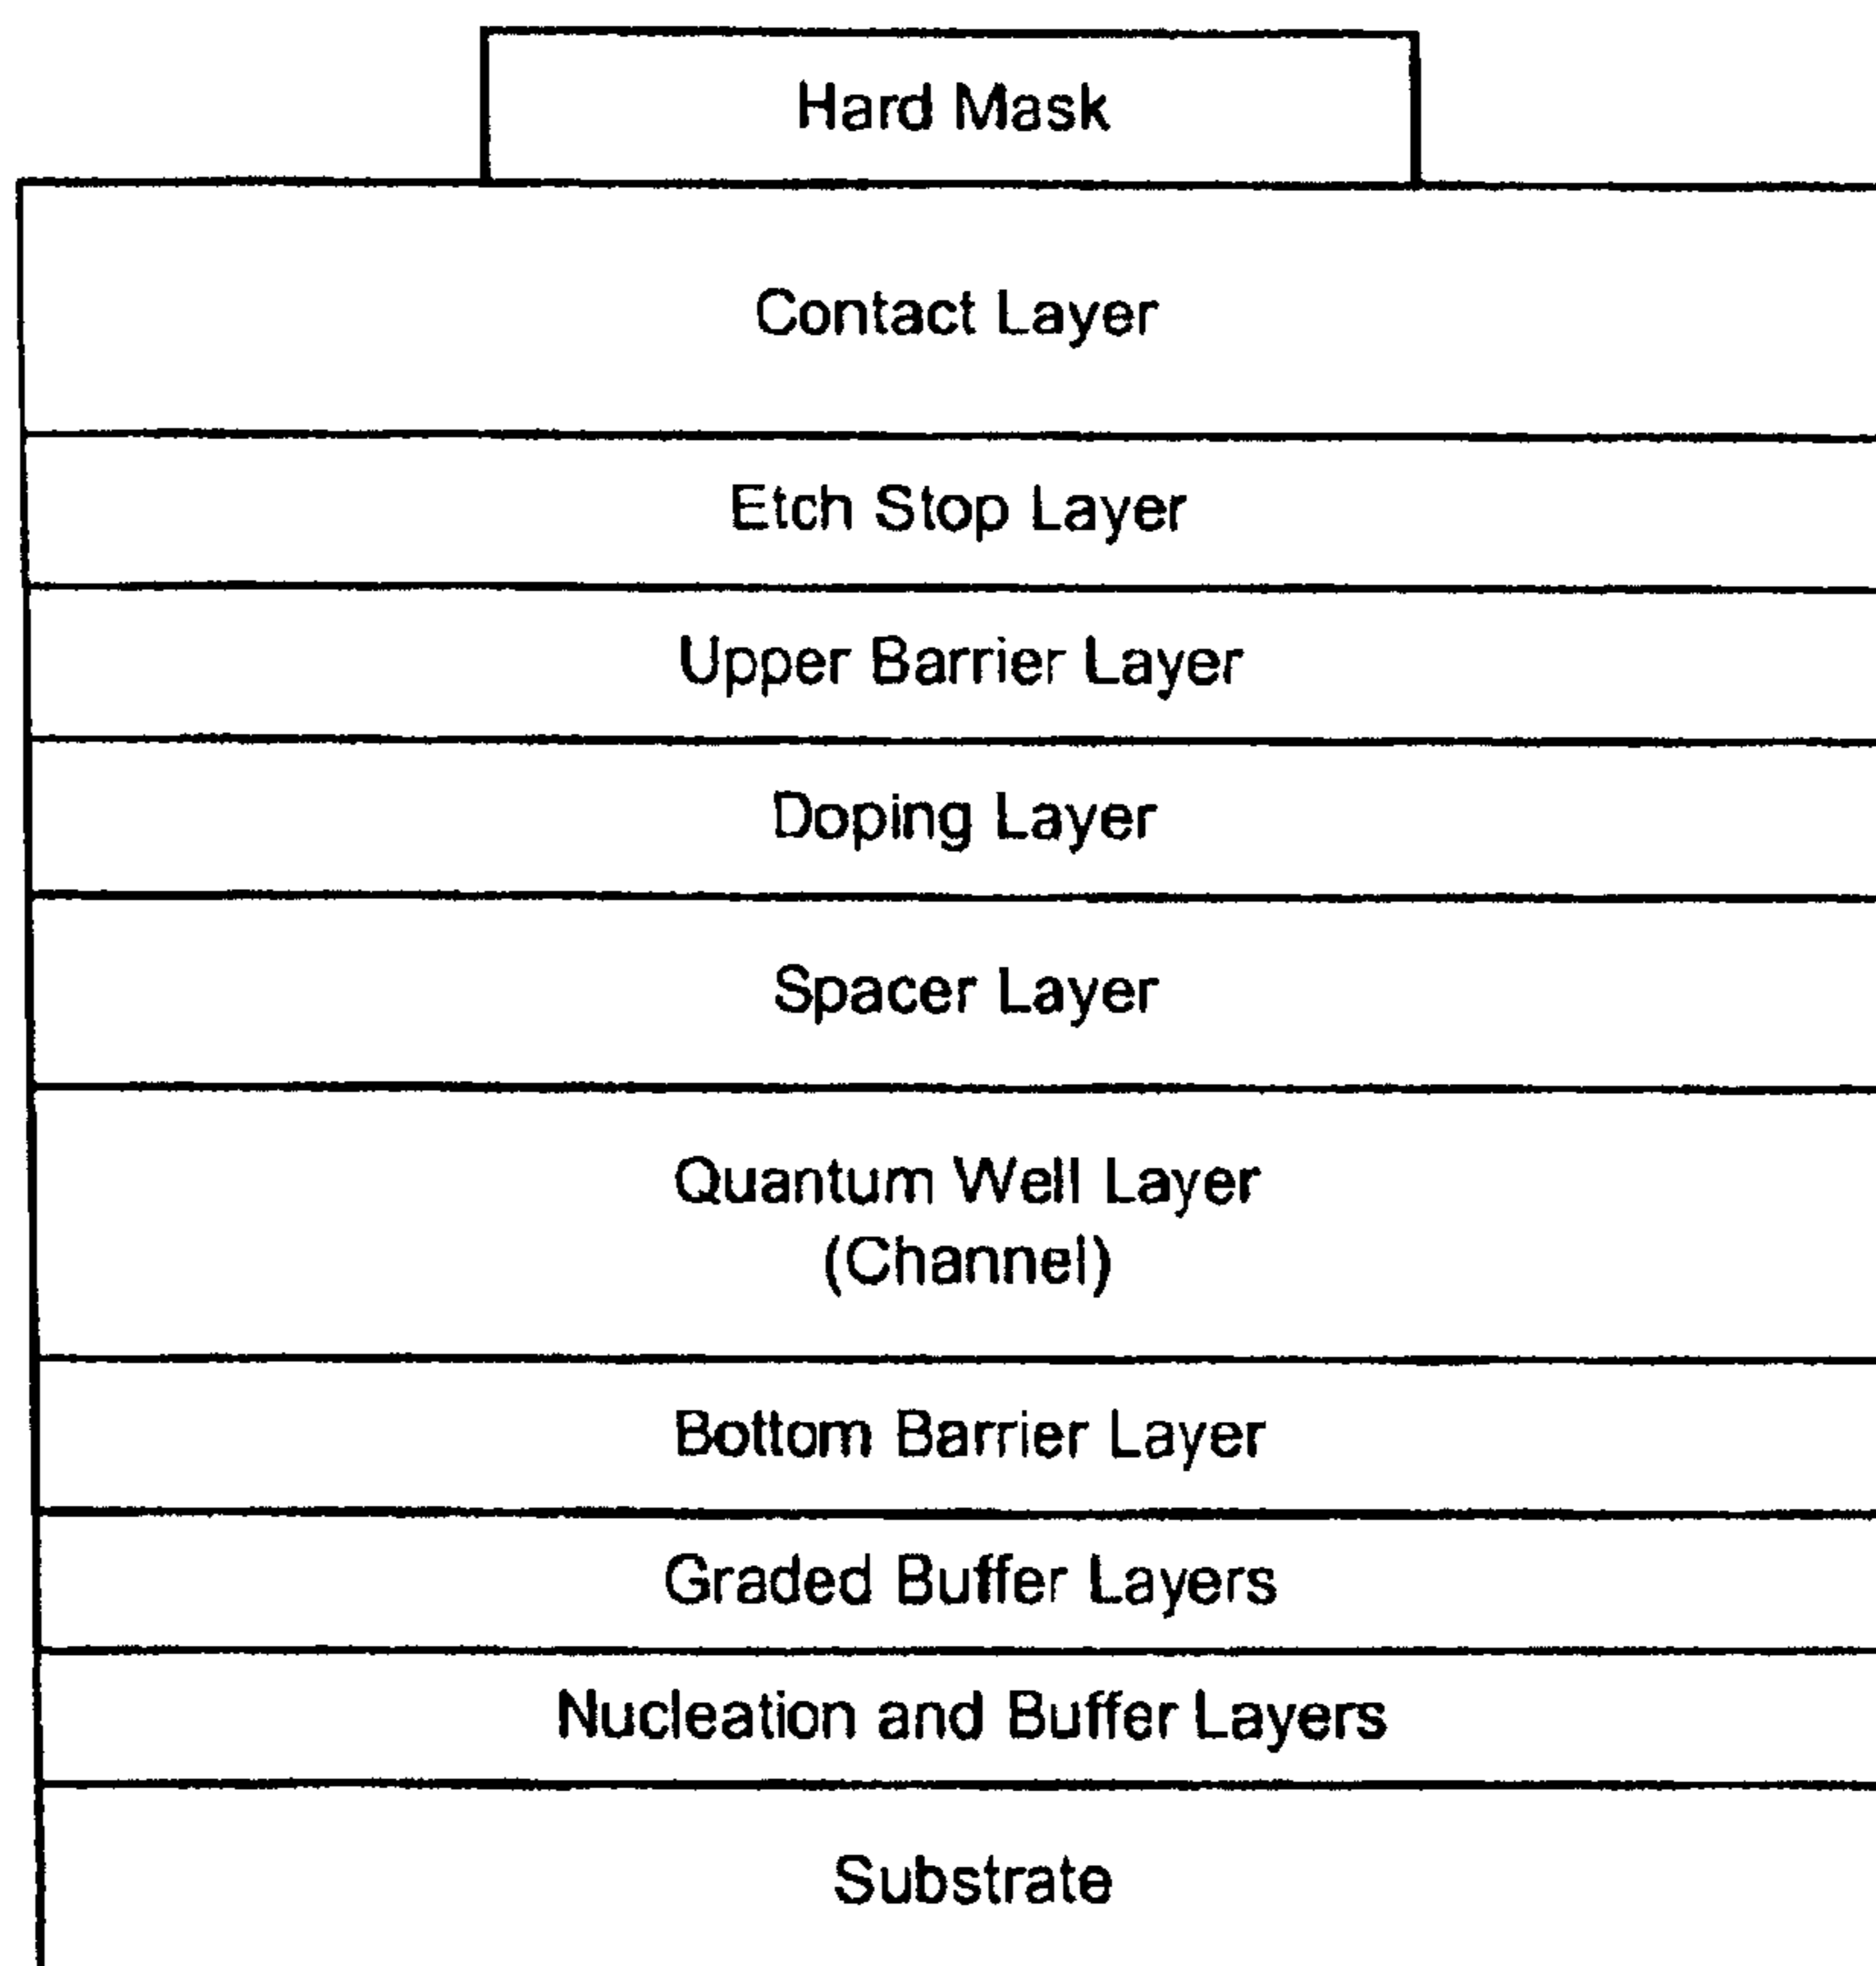 Hard Mask
Contact Layer
Etch Stop Layer
Upper Barrier Layer
Doping Layer
Spacer Layer
Quantum Well Layer
(Channel)
Bottom Barrier Layer
Graded Buffer Layers
Nucleation and Buffer Layers
Substrate